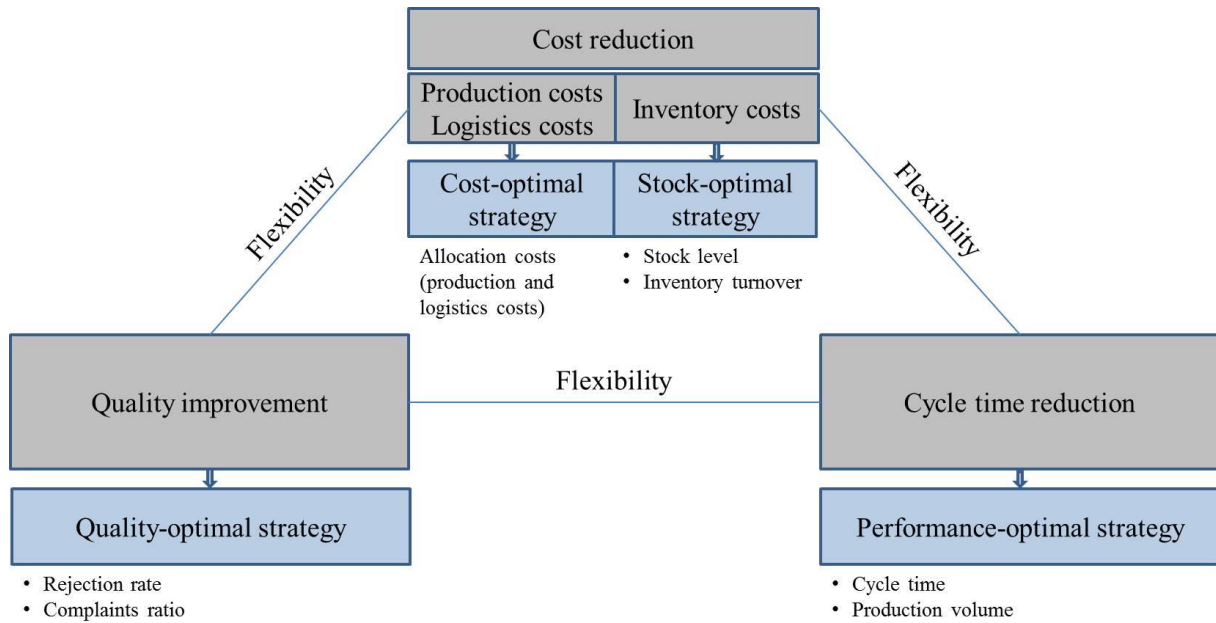 Cost reduction
Production costs
Logistics costs
Inventory costs
Cost-optimal
strategy
Stock-optimal
strategy
Allocation costs
(production and
logistics costs)
• Stock level
• Inventory turnover
Flexibility
Flexibility
Quality improvement
Flexibility
Cycle time reduction
Quality-optimal strategy
• Rejection rate
• Complaints ratio
Performance-optimal strategy
• Cycle time
• Production volume